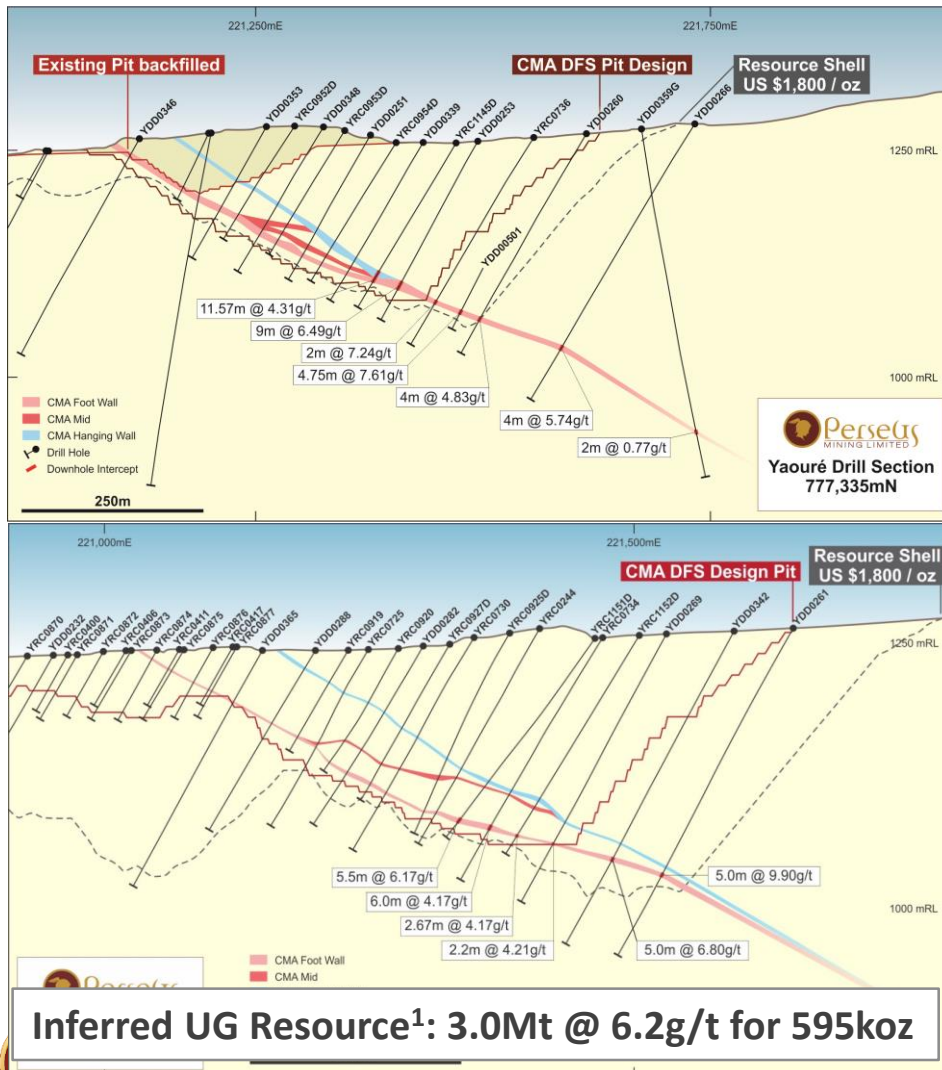 221,250mE
221,750mE
Existing Pit backfilled
CMA DFS Pit Design
Resource Shell
US $1,800 / oz
YDD0346
YDD0353
YRC0952D
YDD0348
YRC0953D
YDD0251
YRC0954D
YDD0339
YRC1145D
YDD0253
YRC0736
YDD0260
YDD0359G
YDD0266
1250 mRL
YDD00501
11.57m @ 4.31g/t
9m @ 6.49g/t
2m @ 7.24g/t
4.75m @ 7.61g/t
4m @ 4.83g/t
4m @ 5.74g/t
2m @ 0.77g/t
1000 mRL
CMA Foot Wall
CMA Mid
CMA Hanging Wall
Drill Hole
Downhole Intercept
250m
Perseus
MINING LIMITED
Yaouré Drill Section
777,335mN
221,000mE
221,500mE
CMA DFS Design Pit
Resource Shell
US $1,800 / oz
YRC0870
YDD0232
YRC0400
YRC0871
YRC0872
YRC0406
YRC0873
YRC0874
YRC0411
YRC0875
YRC0876
YRC0417
YRC0877
YDD0365
YDD0288
YRC0919
YRC0725
YRC0920
YDD0282
YRC0927D
YRC0730
YRC0925D
YRC0244
YRC1151D
YRC0734
YRC1152D
YDD0269
YDD0342
YDD0261
1250 mRL
5.5m @ 6.17g/t
6.0m @ 4.17g/t
2.67m @ 4.17g/t
2.2m @ 4.21g/t
5.0m @ 9.90g/t
5.0m @ 6.80g/t
1000 mRL
CMA Foot Wall
CMA Mid
Perseus
Inferred UG Resource¹: 3.0Mt @ 6.2g/t for 595koz